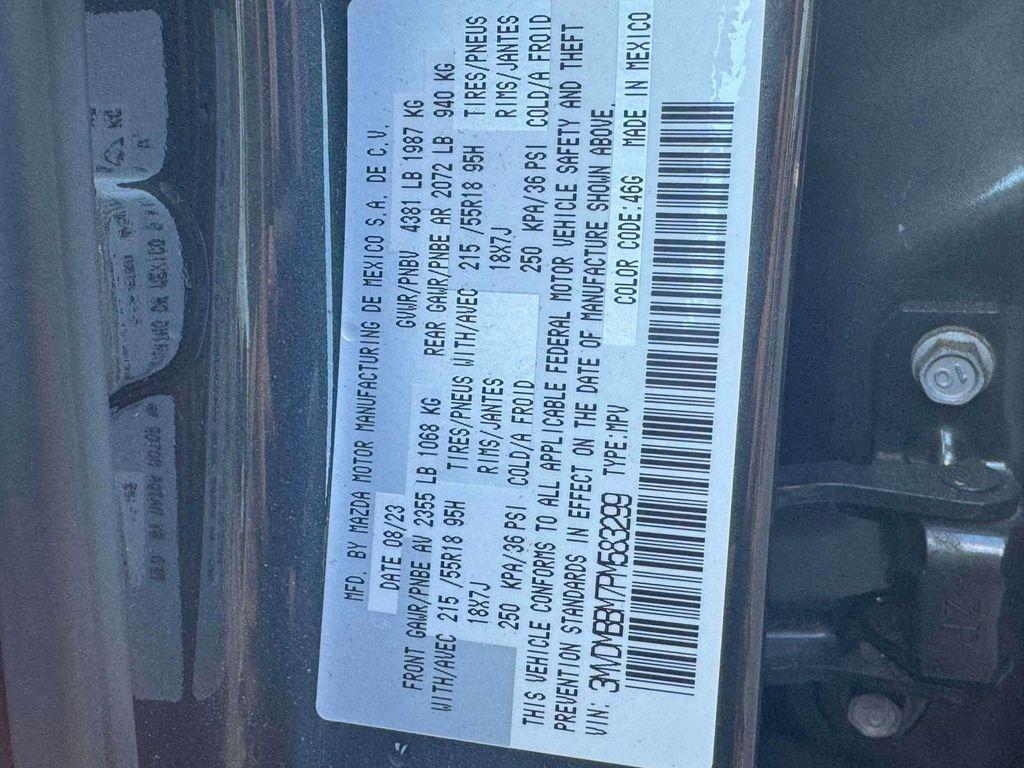 MFD. BY MAZDA MOTOR MANUFACTURING DE MEXICO S.A. DE C.V.
DATE 08/23 GVWR/PNBV 4381 LB 1987 KG
FRONT GAWR/PNBE AV 2355 LB 1068 KG REAR GAWR/PNBE AR 2072 LB 940 KG
WITH/AVEC 215 /55R18 95H TIRES/PNEUS WITH/AVEC 215 /55R18 95H TIRES/PNEUS
18X7J RIMS/JANTES 18X7J RIMS/JANTES
250 KPA/36 PSI COLD/A FROID 250 KPA/36 PSI COLD/A FROID
THIS VEHICLE CONFORMS TO ALL APPLICABLE FEDERAL MOTOR VEHICLE SAFETY AND THEFT
PREVENTION STANDARDS IN EFFECT ON THE DATE OF MANUFACTURE SHOWN ABOVE.
VIN: 3MVDMBBM7PM583299 TYPE:MPV COLOR CODE:46G MADE IN MEXICO
10